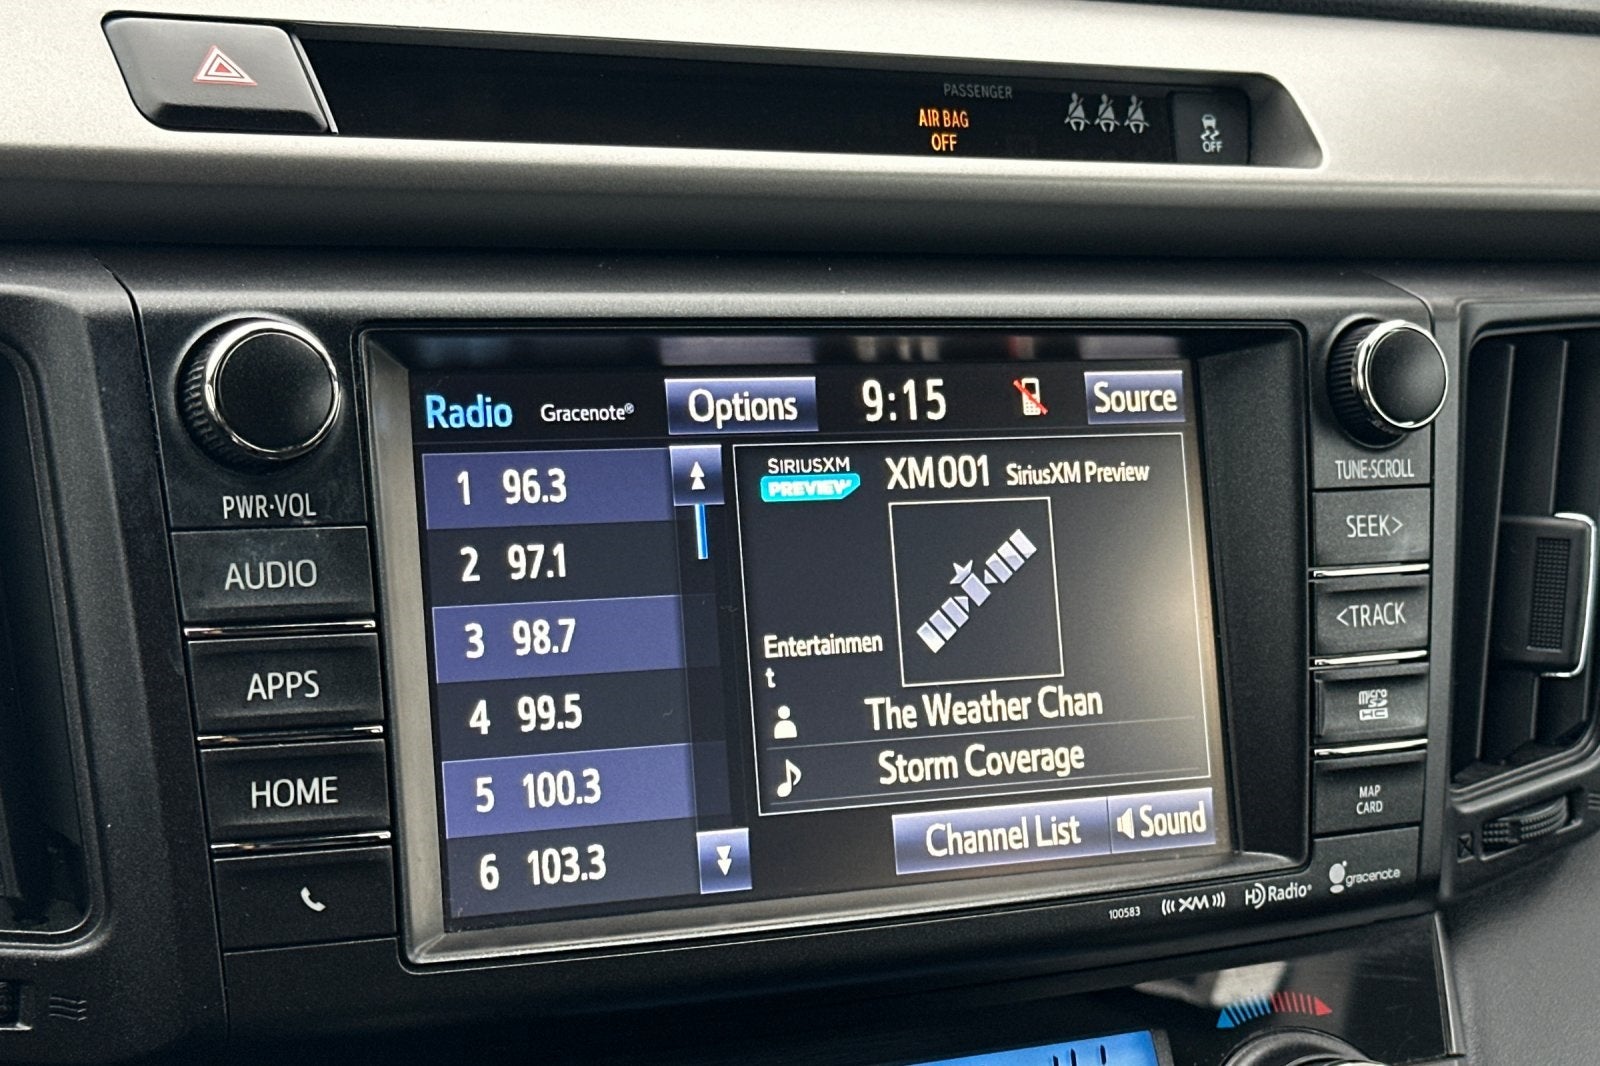 PASSENGER
AIR BAG
OFF
OFF
PWR·VOL
AUDIO
APPS
HOME
Radio Gracenote® Options 9:15 Source
1 96.3
2 97.1
3 98.7
4 99.5
5 100.3
6 103.3
SIRIUSXM
PREVIEW
XM001 SiriusXM Preview
Entertainmen
t
The Weather Chan
Storm Coverage
Channel List
Sound
TUNE·SCROLL
SEEK>
<TRACK
micro
SD
HC
MAP
CARD
100583 ((XM)) HD Radio® gracenote